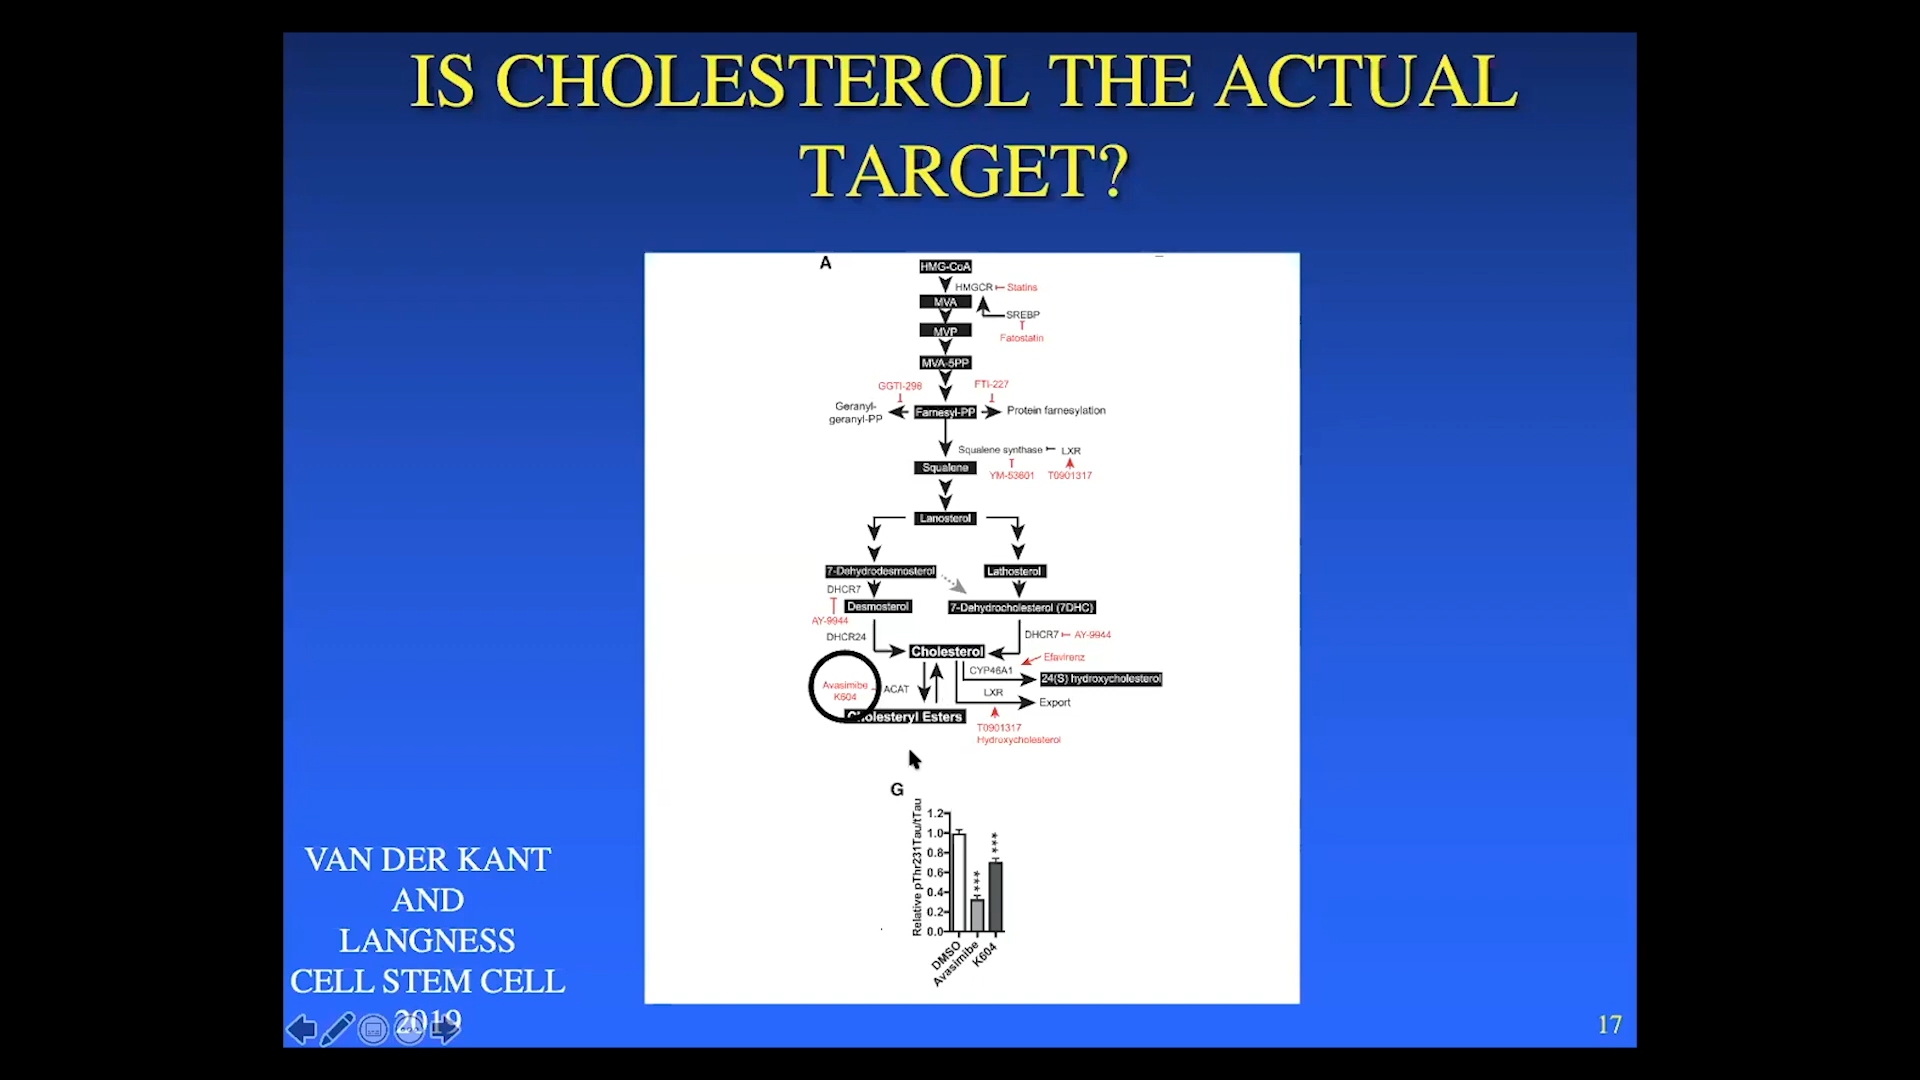 IS CHOLESTEROL THE ACTUAL
TARGET?
A
HMG-CoA
HMGCR
Statins
MVA
SREBP
MVP
Fatostatin
MVA-5PP
GGTI-298
FTI-227
Geranyl-
geranyl-PP
Farnesyl-PP
Protein farnesylation
Squalene synthase
LXR
Squalene
YM-53601
T0901317
Lanosterol
7-Dehydrodesmosterol
Lathosterol
DHCR7
Desmosterol
7-Dehydrocholesterol (7DHC)
AY-9944
DHCR24
DHCR7
AY-9944
Cholesterol
Efavirenz
CYP46A1
24(S) hydroxycholesterol
Avasimibe
K604
ACAT
LXR
Export
Cholesteryl Esters
T0901317
Hydroxycholesterol
G
Relative pThr231Tau/tTau
1.2
1.0
0.8
0.6
0.4
0.2
0.0
***
***
DMSO
Avasimibe
K604
VAN DER KANT
AND
LANGNESS
CELL STEM CELL
2019
17